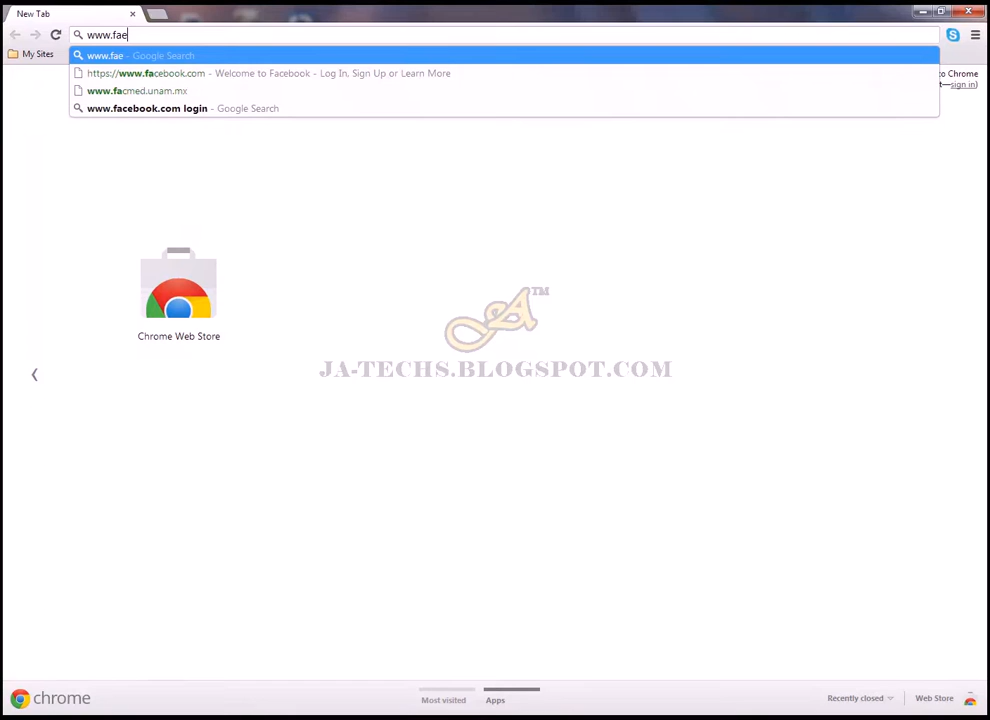 New Tab
www.fae
www.fae - Google Search
https://www.facebook.com - Welcome to Facebook - Log In, Sign Up or Learn More
www.facmed.unam.mx
www.facebook.com login - Google Search
My Sites
to Chrome
t—sign in)
Chrome Web Store
JA™
JA-TECHS.BLOGSPOT.COM
chrome
Most visited
Apps
Recently closed
Web Store